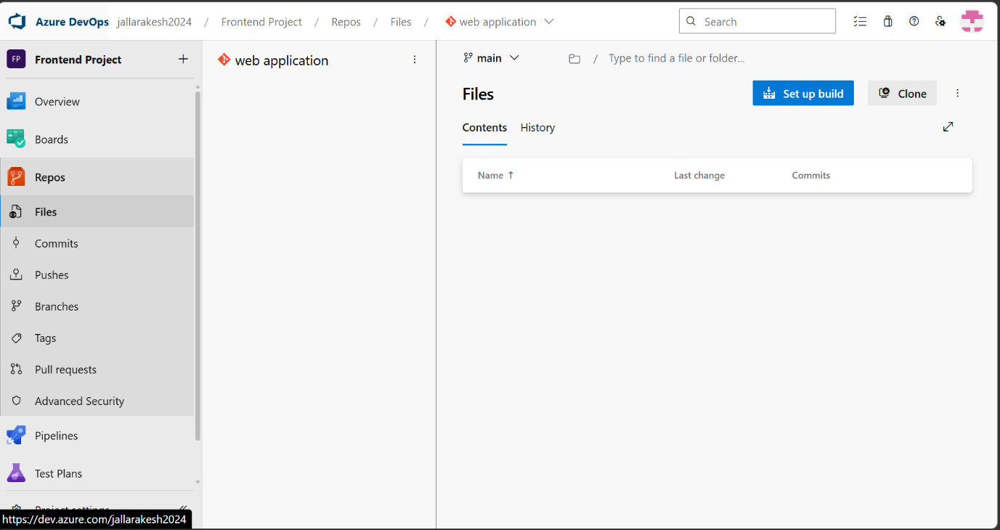 Azure DevOps jallarakesh2024 / Frontend Project / Repos / Files / web application Search
FP Frontend Project
web application
main / Type to find a file or folder...
Files Set up build Clone
Contents History
Name ↑ Last change Commits
Overview
Boards
Repos
Files
Commits
Pushes
Branches
Tags
Pull requests
Advanced Security
Pipelines
Test Plans
Project settings
https://dev.azure.com/jallarakesh2024